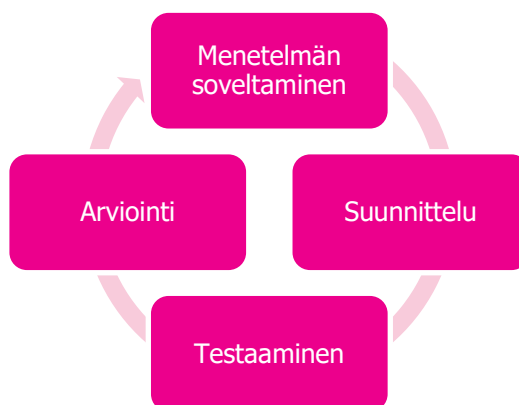 Menetelmän
soveltaminen
Suunnittelu
Testaaminen
Arviointi